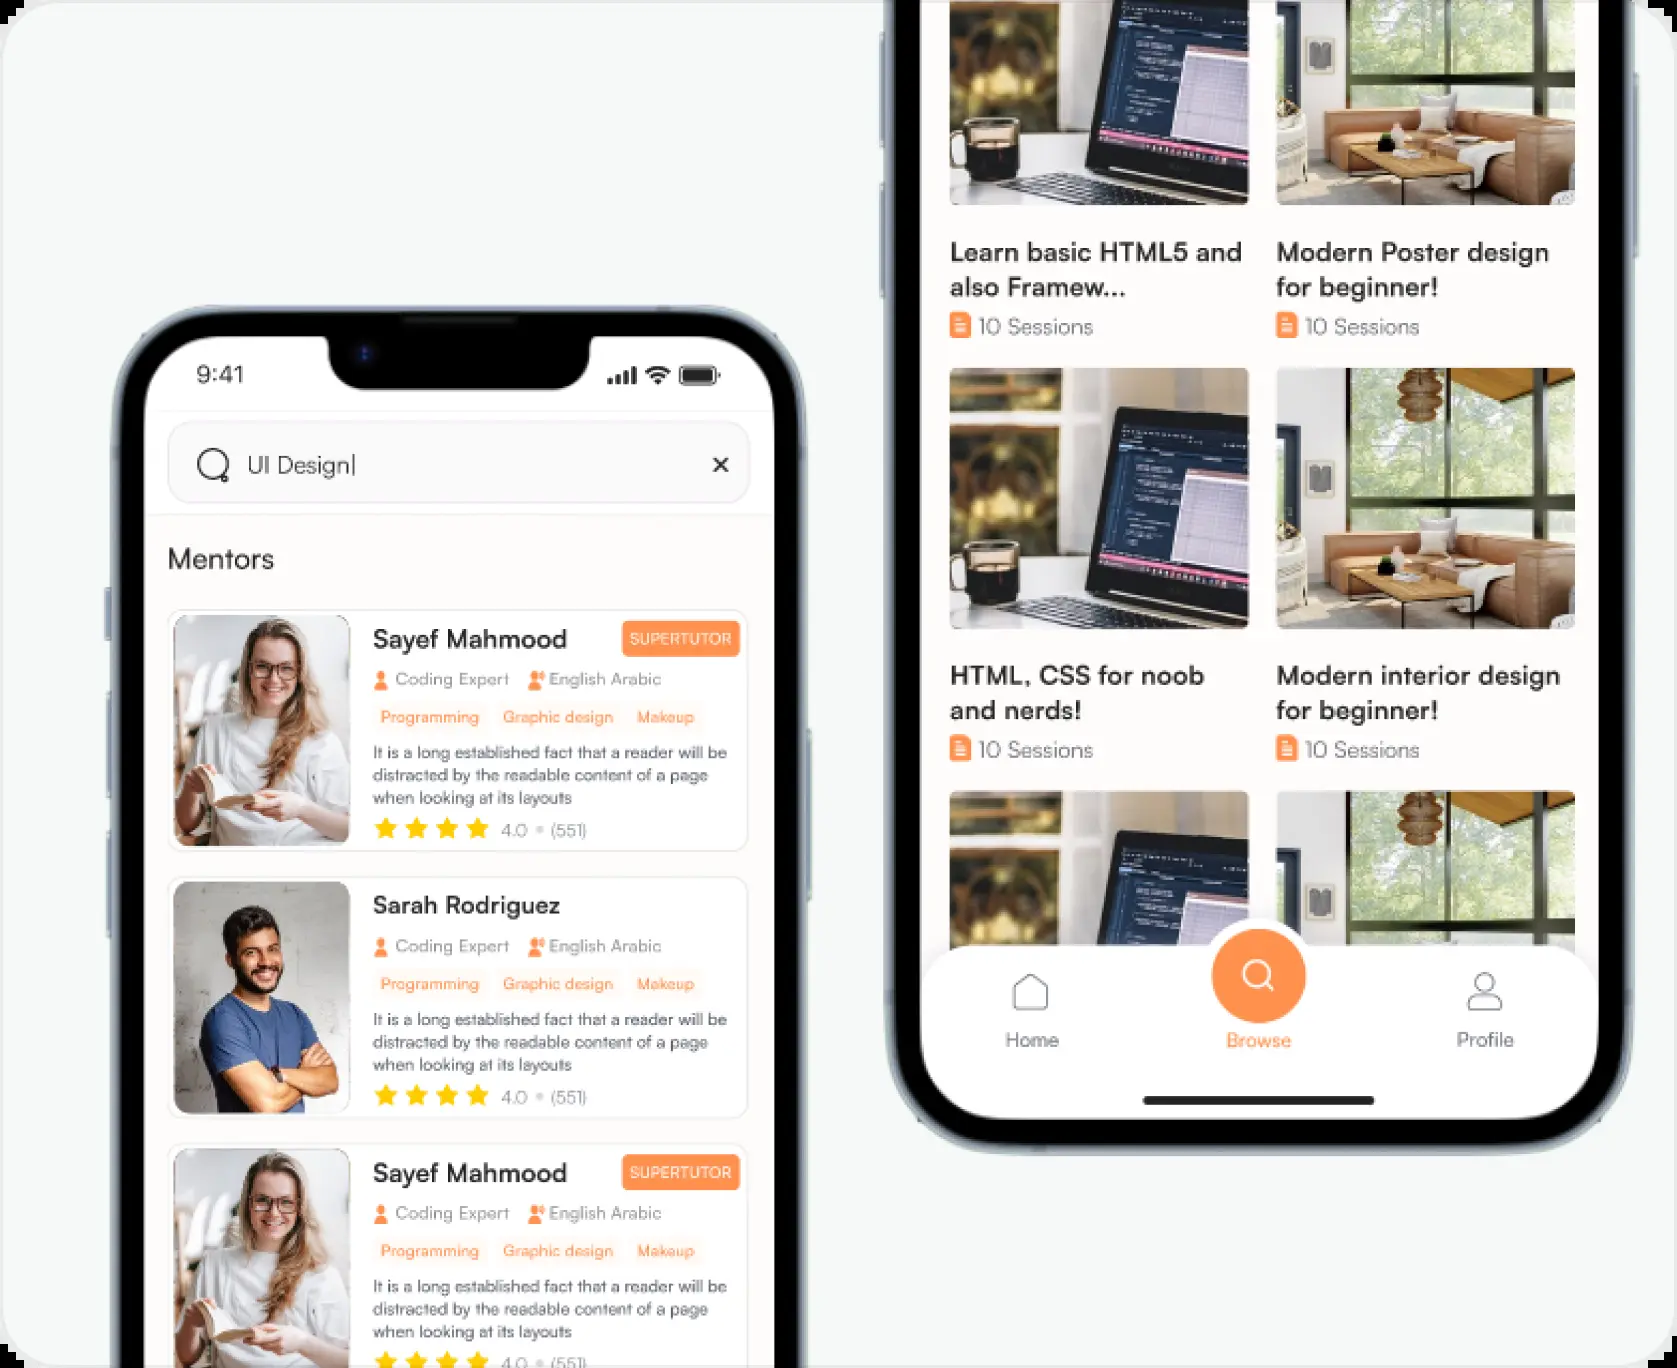 9:41
UI Design
Mentors
Sayef Mahmood
SUPERTUTOR
Coding Expert English Arabic
Programming Graphic design Makeup
It is a long established fact that a reader will be
distracted by the readable content of a page
when looking at its layouts
4.0 (551)
Sarah Rodriguez
Coding Expert English Arabic
Programming Graphic design Makeup
It is a long established fact that a reader will be
distracted by the readable content of a page
when looking at its layouts
4.0 (551)
Sayef Mahmood
SUPERTUTOR
Coding Expert English Arabic
Programming Graphic design Makeup
It is a long established fact that a reader will be
distracted by the readable content of a page
when looking at its layouts
4.0 (551)
Learn basic HTML5 and
also Framew...
10 Sessions
Modern Poster design
for beginner!
10 Sessions
HTML, CSS for noob
and nerds!
10 Sessions
Modern interior design
for beginner!
10 Sessions
Home
Browse
Profile